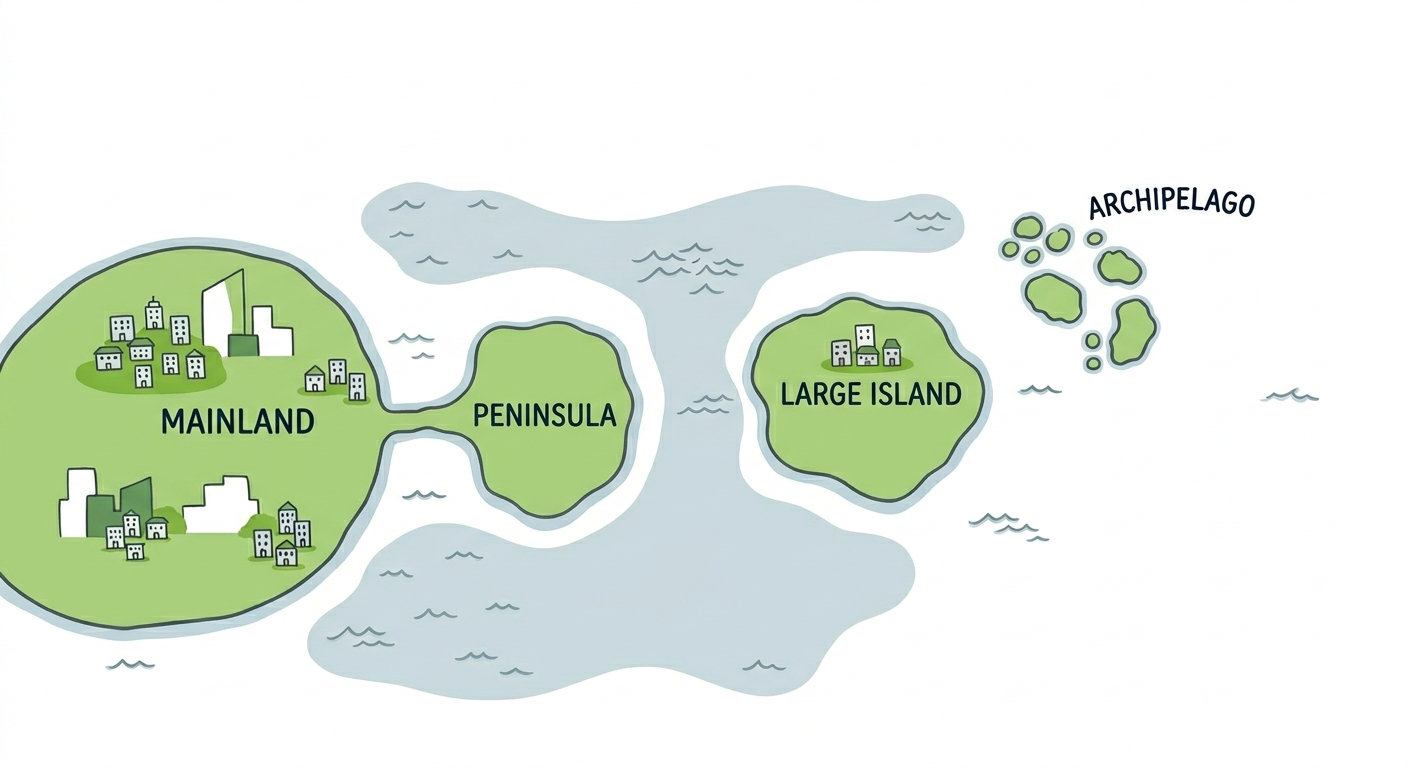 ARCHIPELAGO
MAINLAND
PENINSULA
LARGE ISLAND